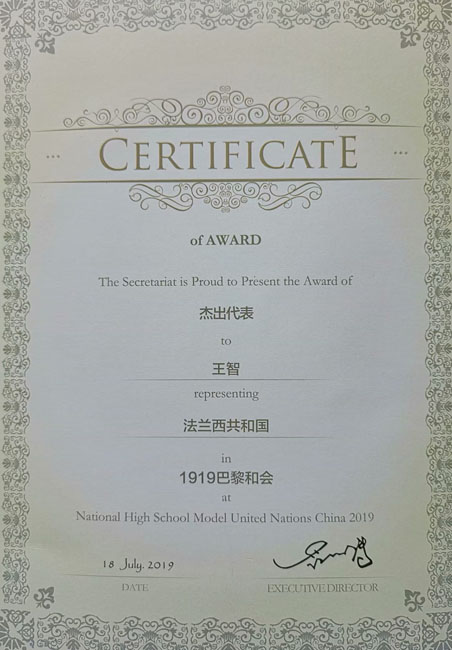 CERTIFICATE
of AWARD
The Secretariat is Proud to Present the Award of
杰出代表
to
王智
representing
法兰西共和国
in
1919巴黎和会
at
National High School Model United Nations China 2019
18 July. 2019
DATE
EXECUTIVE DIRECTOR